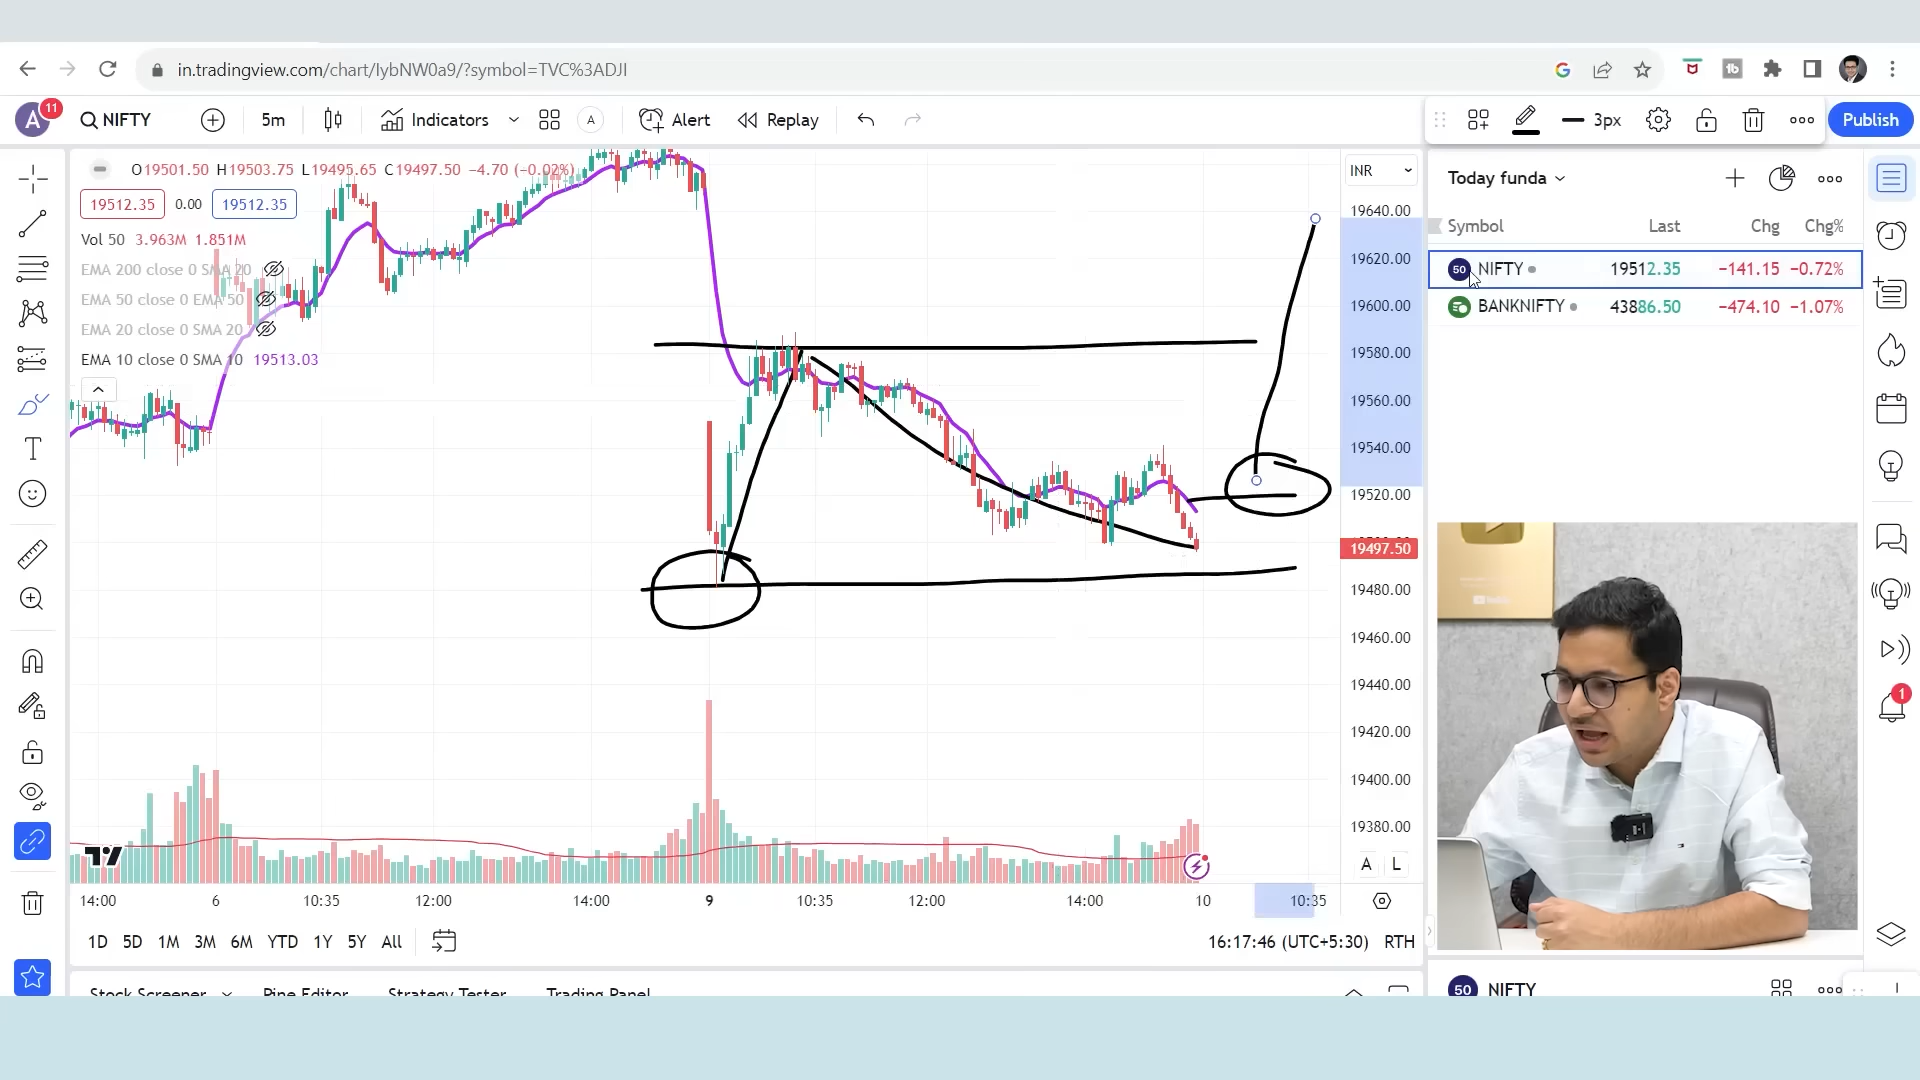 in.tradingview.com/chart/IybNW0a9/?symbol=TVC%3ADJI
A 11 NIFTY 5m Indicators A Alert Replay 3px Publish
O19501.50 H19503.75 L19495.65 C19497.50 −4.70 (−0.02%)
19512.35 0.00 19512.35
Vol 50 3.963M 1.851M
EMA 200 close 0 SMA 20
EMA 50 close 0 EMA 50
EMA 20 close 0 SMA 20
EMA 10 close 0 SMA 10 19513.03
INR
19640.00
19620.00
19600.00
19580.00
19560.00
19540.00
19520.00
19497.50
19480.00
19460.00
19440.00
19420.00
19400.00
19380.00
A L
14:00 6 10:35 12:00 14:00 9 10:35 12:00 14:00 10 10:35
1D 5D 1M 3M 6M YTD 1Y 5Y All 16:17:46 (UTC+5:30) RTH
Stock Screener Pine Editor Strategy Tester Trading Panel
Today funda
Symbol Last Chg Chg%
50 NIFTY 19512.35 −141.15 −0.72%
BANKNIFTY 43886.50 −474.10 −1.07%
1
50 NIFTY